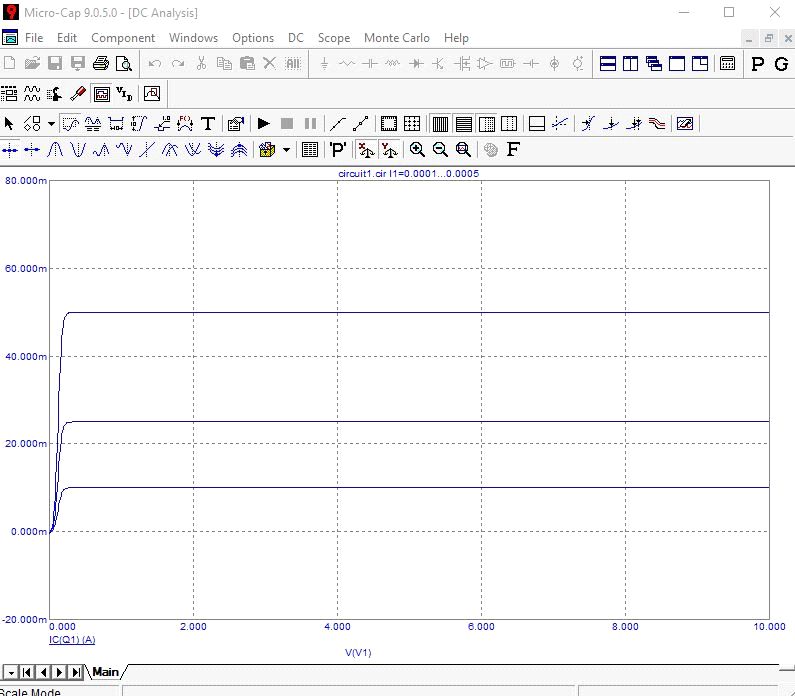 Micro-Cap 9.0.5.0 - [DC Analysis]
File Edit Component Windows Options DC Scope Monte Carlo Help
P G
T
'P' F
circuit1.cir I1=0.0001...0.0005
80.000m
60.000m
40.000m
20.000m
0.000m
-20.000m
0.000 2.000 4.000 6.000 8.000 10.000
IC(Q1) (A)
V(V1)
Main
Scale Mode